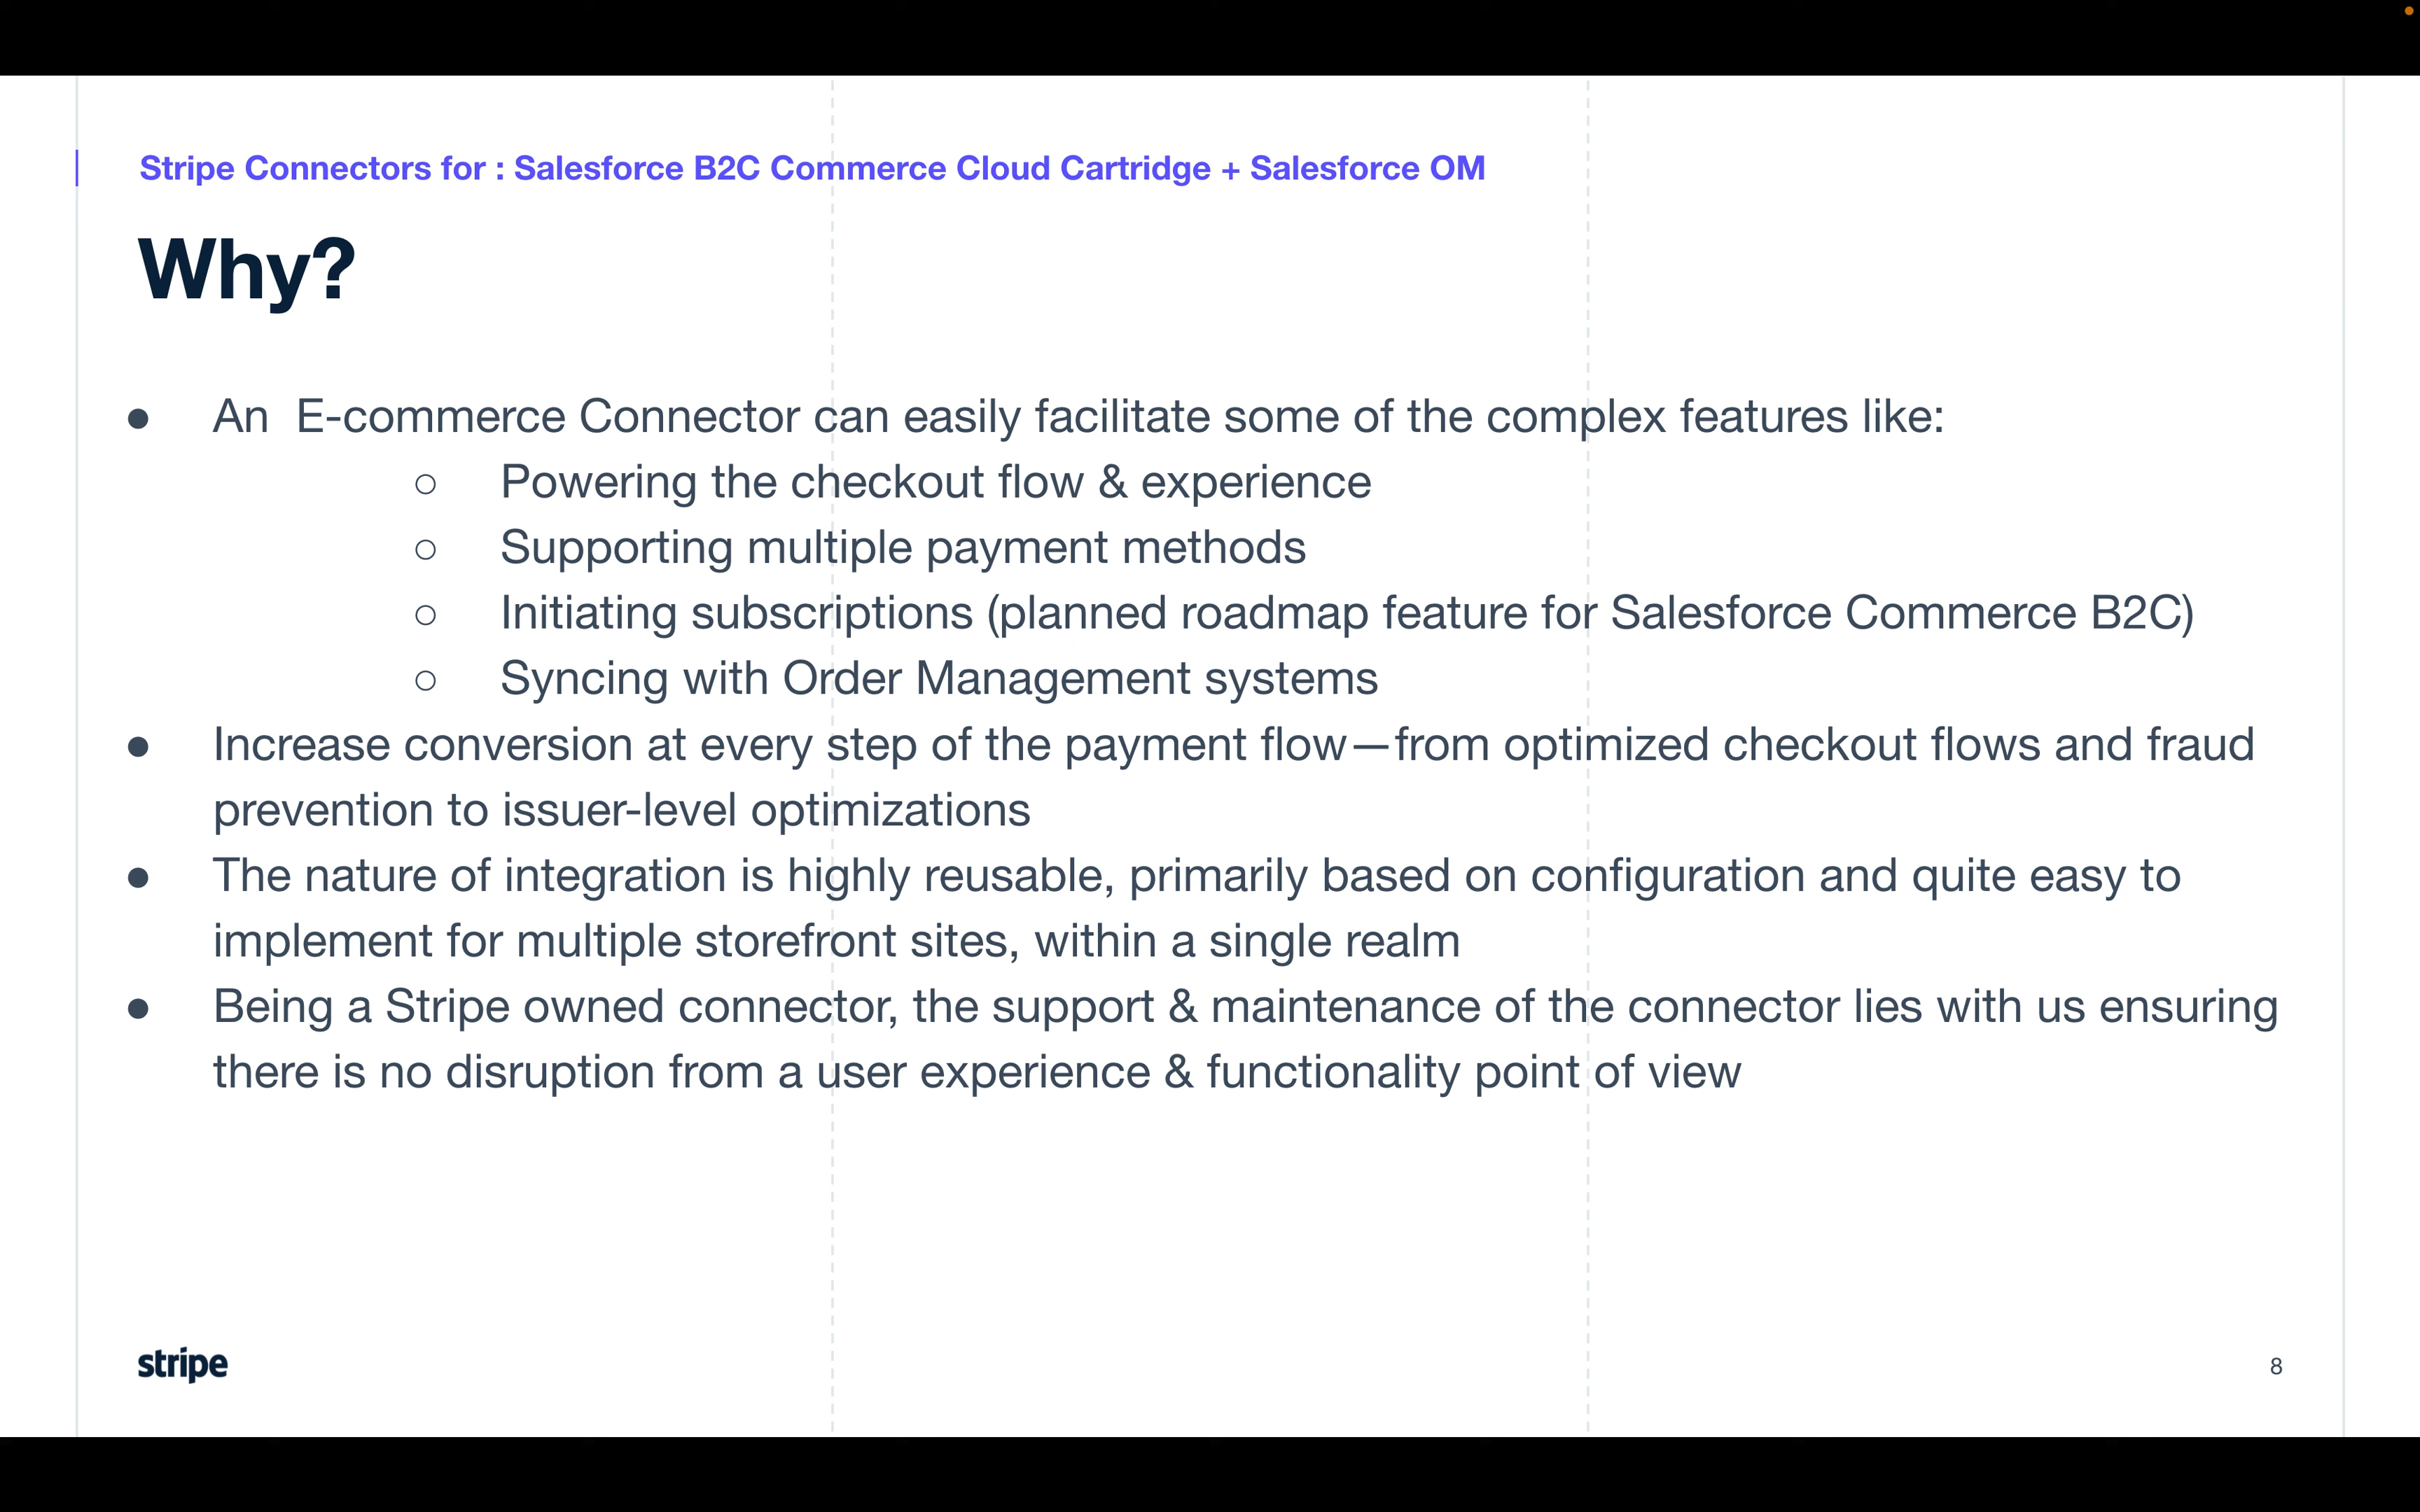 Stripe Connectors for : Salesforce B2C Commerce Cloud Cartridge + Salesforce OM
Why?
● An  E-commerce Connector can easily facilitate some of the complex features like:
○ Powering the checkout flow & experience
○ Supporting multiple payment methods
○ Initiating subscriptions (planned roadmap feature for Salesforce Commerce B2C)
○ Syncing with Order Management systems
● Increase conversion at every step of the payment flow—from optimized checkout flows and fraud
prevention to issuer-level optimizations
● The nature of integration is highly reusable, primarily based on configuration and quite easy to
implement for multiple storefront sites, within a single realm
● Being a Stripe owned connector, the support & maintenance of the connector lies with us ensuring
there is no disruption from a user experience & functionality point of view
stripe
8